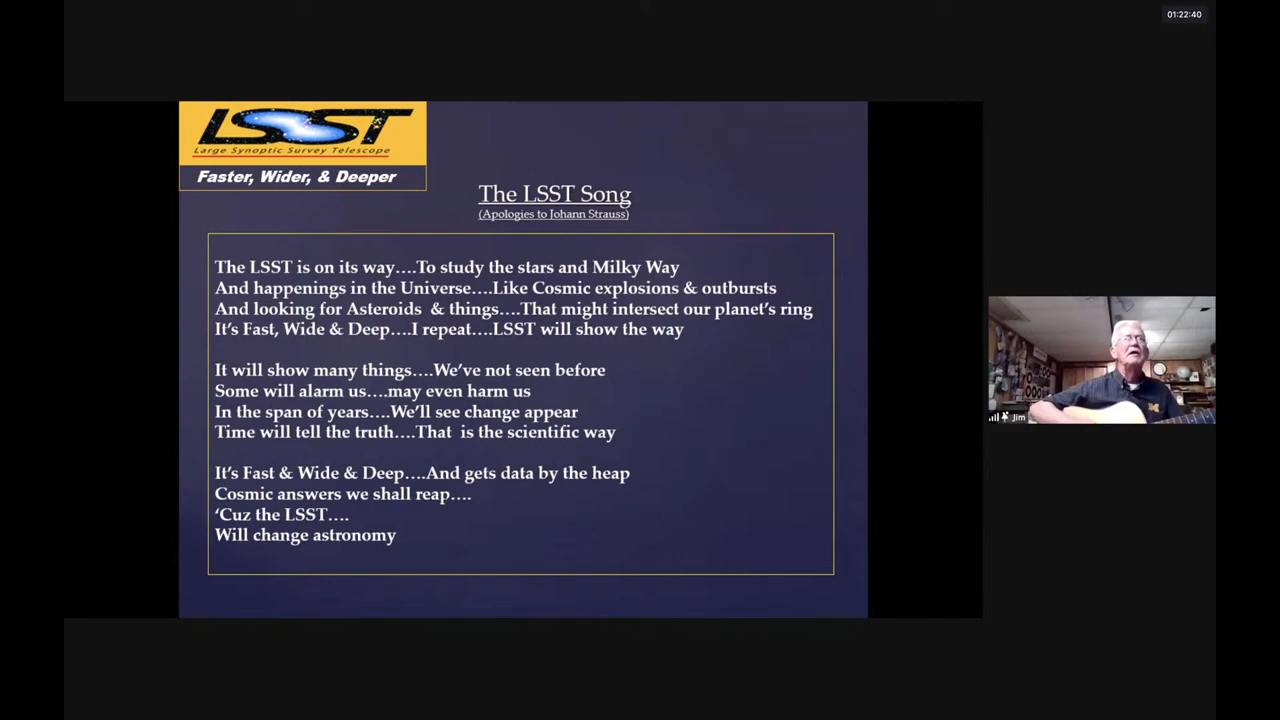 01:22:40
LSST
Large Synoptic Survey Telescope
Faster, Wider, & Deeper
The LSST Song
(Apologies to Johann Strauss)
The LSST is on its way….To study the stars and Milky Way
And happenings in the Universe….Like Cosmic explosions & outbursts
And looking for Asteroids & things….That might intersect our planet's ring
It's Fast, Wide & Deep….I repeat….LSST will show the way
It will show many things….We've not seen before
Some will alarm us….may even harm us
In the span of years….We'll see change appear
Time will tell the truth….That is the scientific way
It's Fast & Wide & Deep….And gets data by the heap
Cosmic answers we shall reap….
'Cuz the LSST….
Will change astronomy
Jim